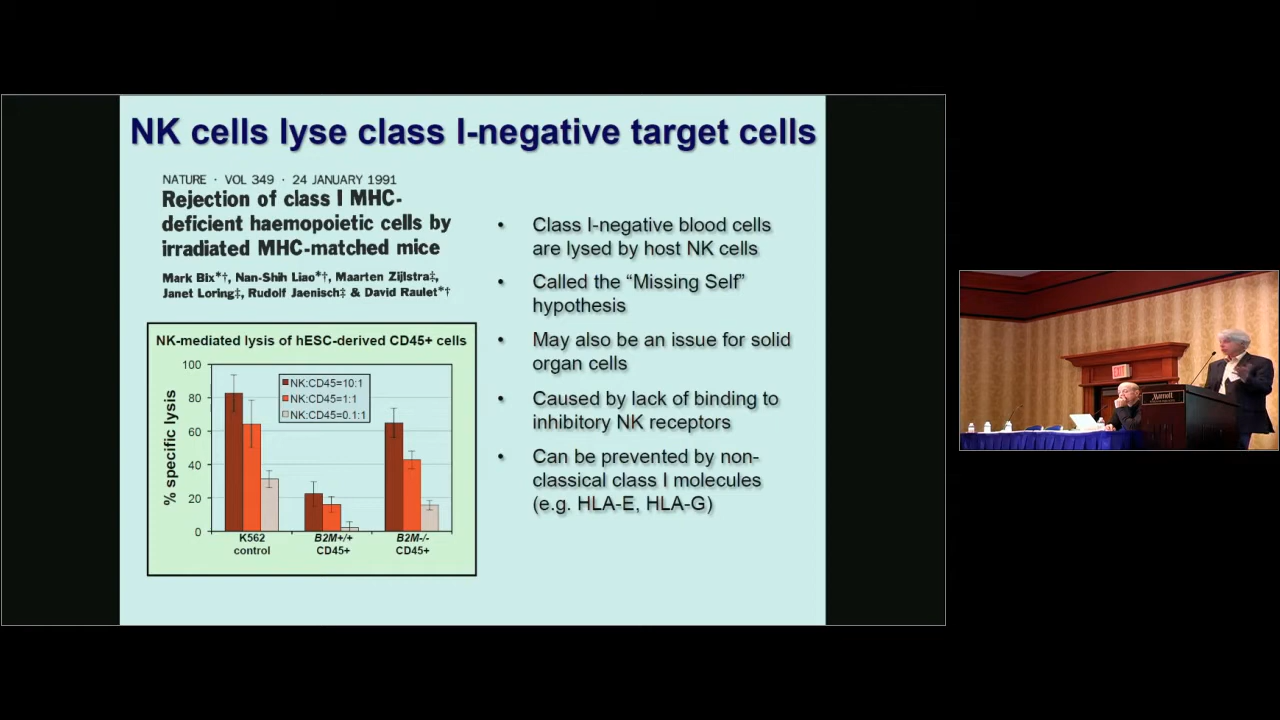 NK cells lyse class I-negative target cells
NATURE · VOL 349 · 24 JANUARY 1991
Rejection of class I MHC-
deficient haemopoietic cells by
irradiated MHC-matched mice
Mark Bix*†, Nan-Shih Liao*†, Maarten Zijlstra‡,
Janet Loring‡, Rudolf Jaenisch‡ & David Raulet*†
NK-mediated lysis of hESC-derived CD45+ cells
% specific lysis
100
80
60
40
20
0
NK:CD45=10:1
NK:CD45=1:1
NK:CD45=0.1:1
K562
control
B2M+/+
CD45+
B2M-/-
CD45+
• Class I-negative blood cells
are lysed by host NK cells
• Called the “Missing Self”
hypothesis
• May also be an issue for solid
organ cells
• Caused by lack of binding to
inhibitory NK receptors
• Can be prevented by non-
classical class I molecules
(e.g. HLA-E, HLA-G)
EXIT
Marriott